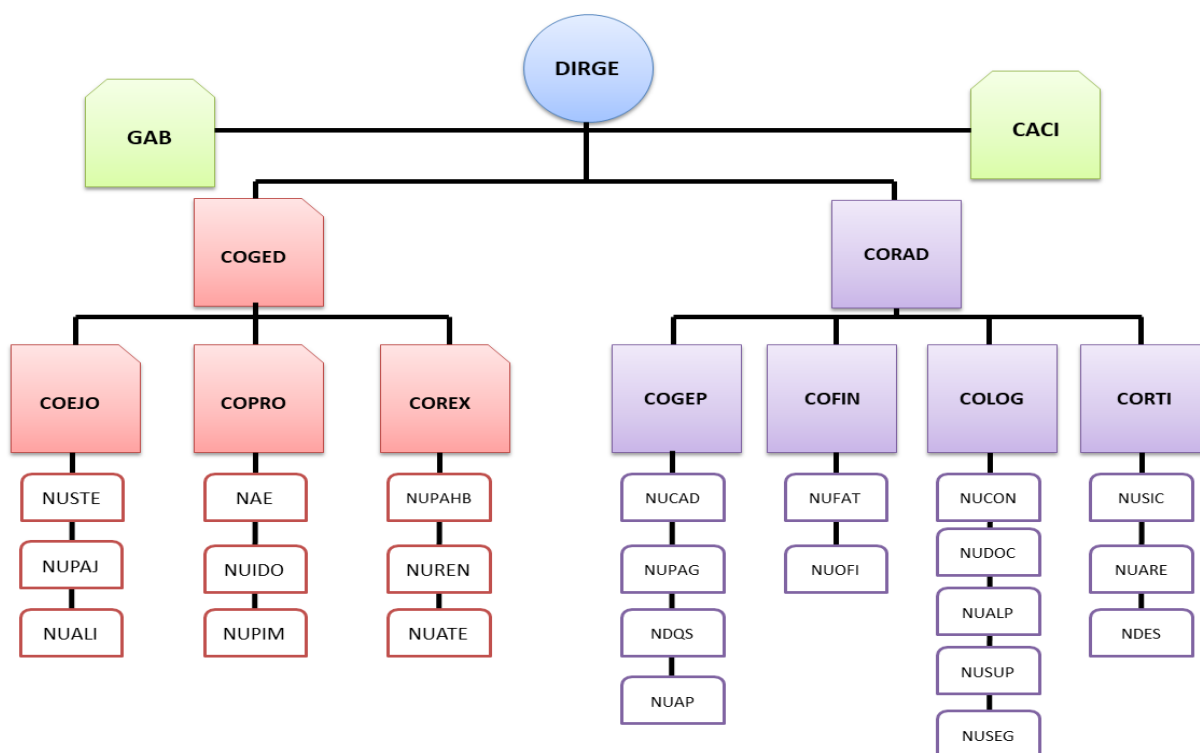 DIRGE
GAB
CACI
COGED
CORAD
COEJO
COPRO
COREX
COGEP
COFIN
COLOG
CORTI
NUSTE
NAE
NUPAHB
NUCAD
NUFAT
NUCON
NUSIC
NUPAJ
NUIDO
NUREN
NUPAG
NUOFI
NUDOC
NUARE
NUALI
NUPIM
NUATE
NDQS
NUALP
NDES
NUAP
NUSUP
NUSEG